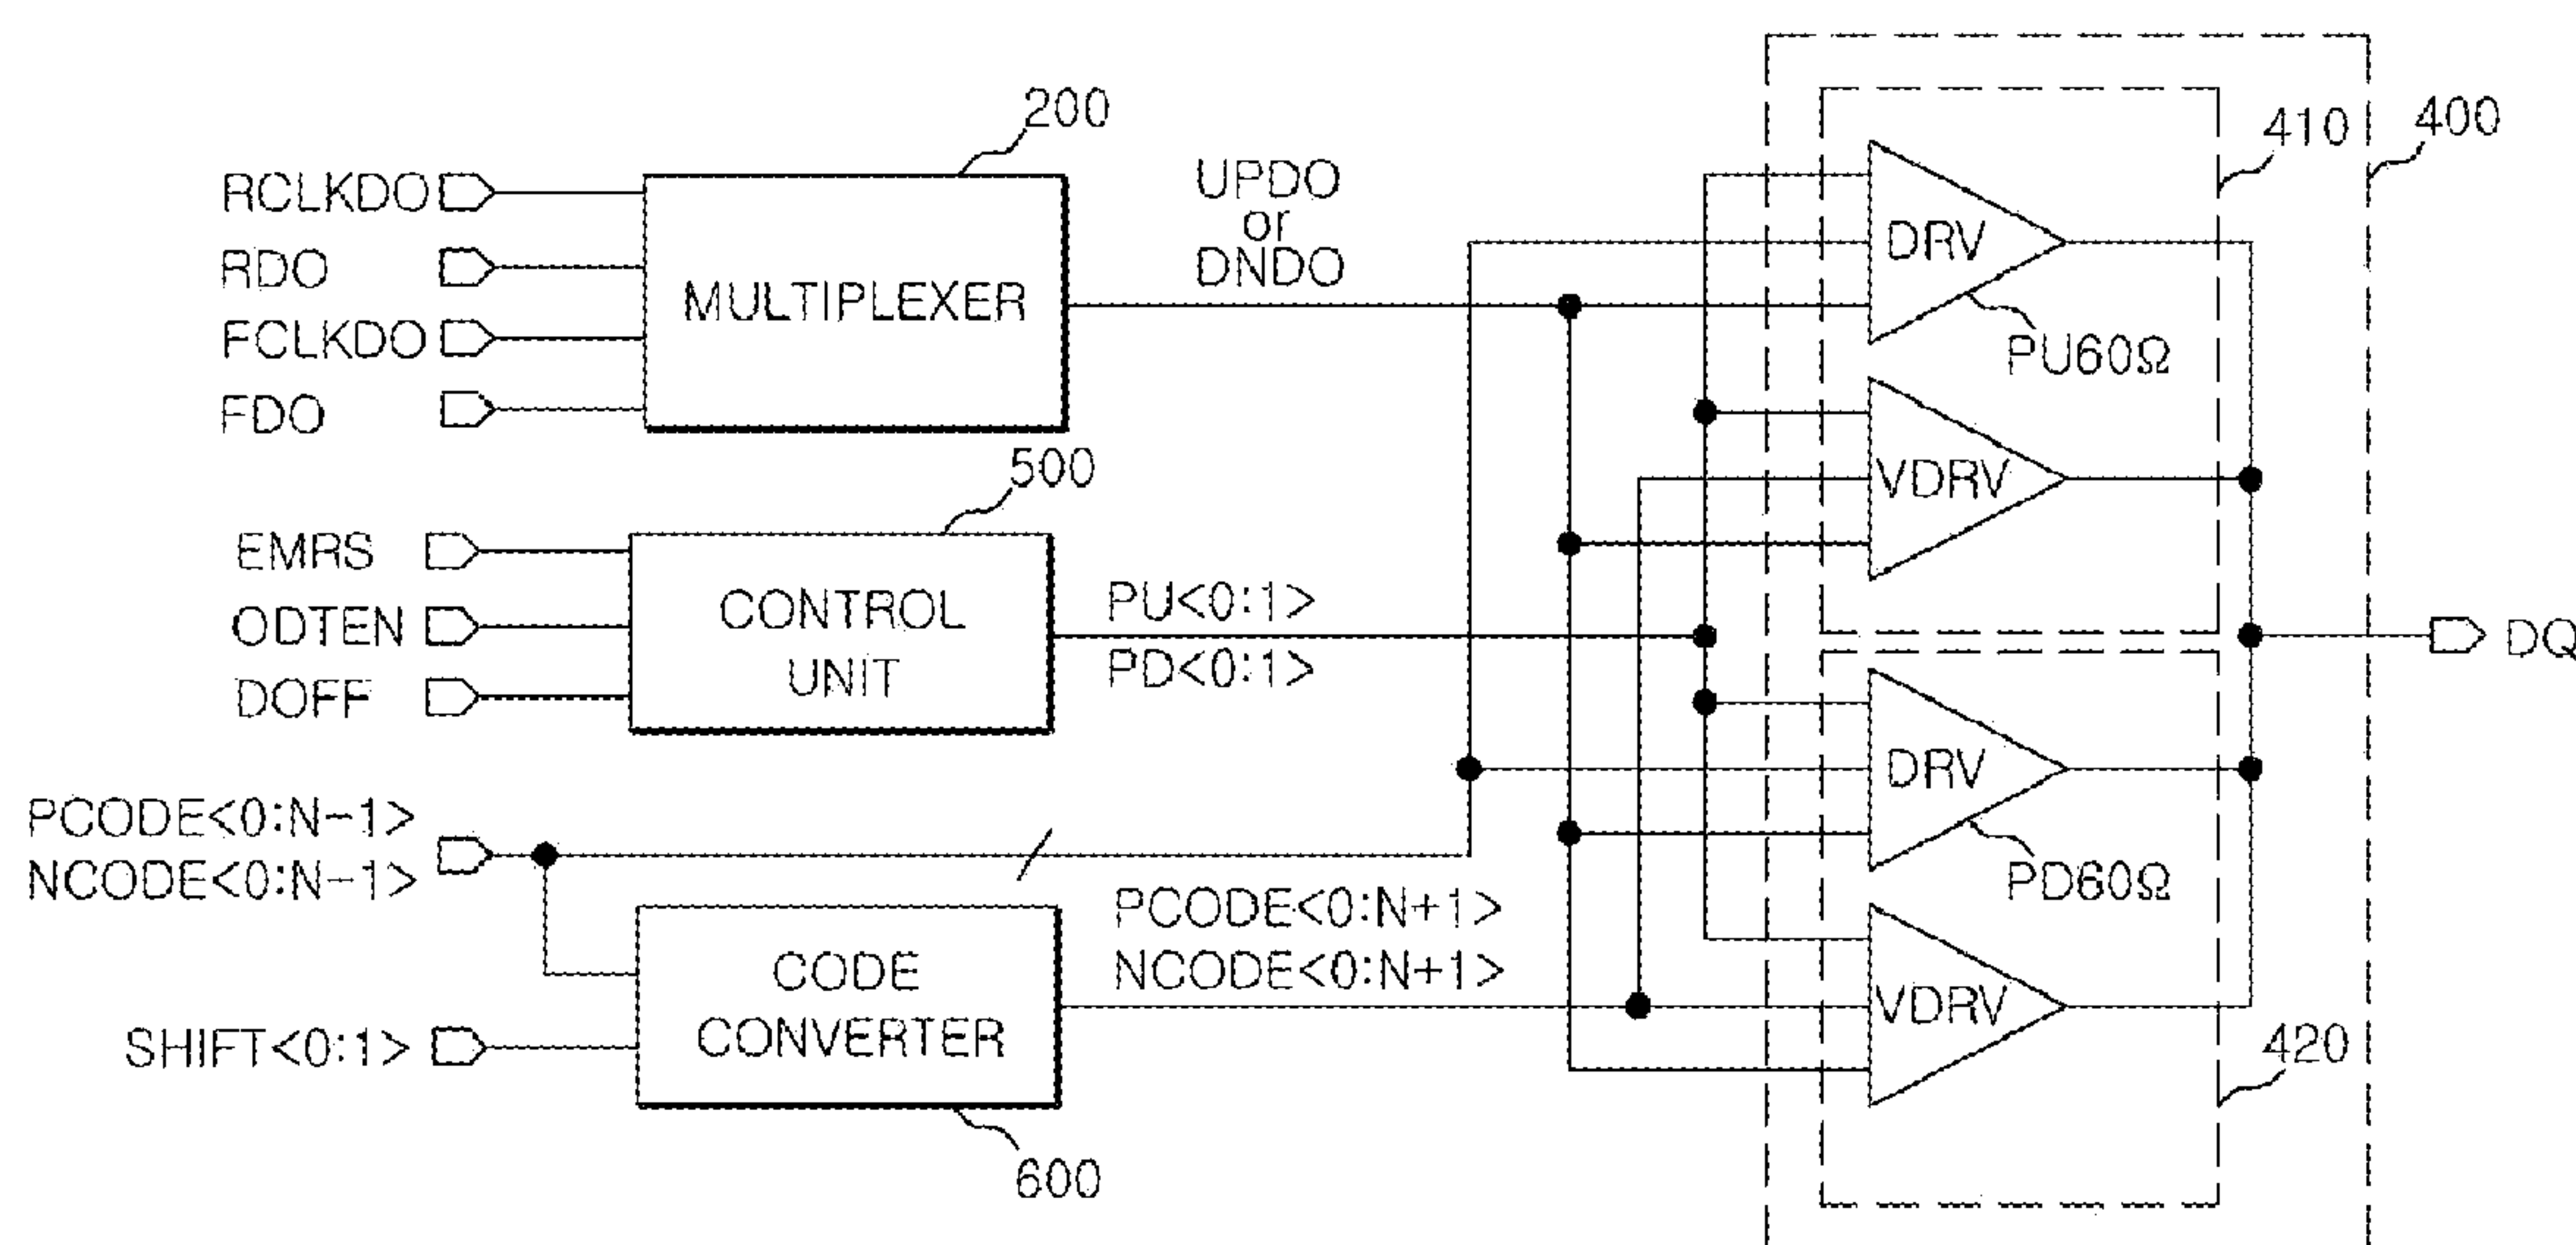 200
RCLKDO
RDO
FCLKDO
FDO
MULTIPLEXER
UPDO
or
DNDO
500
EMRS
ODTEN
DOFF
CONTROL
UNIT
PU<0:1>
PD<0:1>
PCODE<0:N-1>
NCODE<0:N-1>
SHIFT<0:1>
CODE
CONVERTER
600
PCODE<0:N+1>
NCODE<0:N+1>
410
400
DRV
PU60Ω
VDRV
DRV
PD60Ω
VDRV
420
DQ